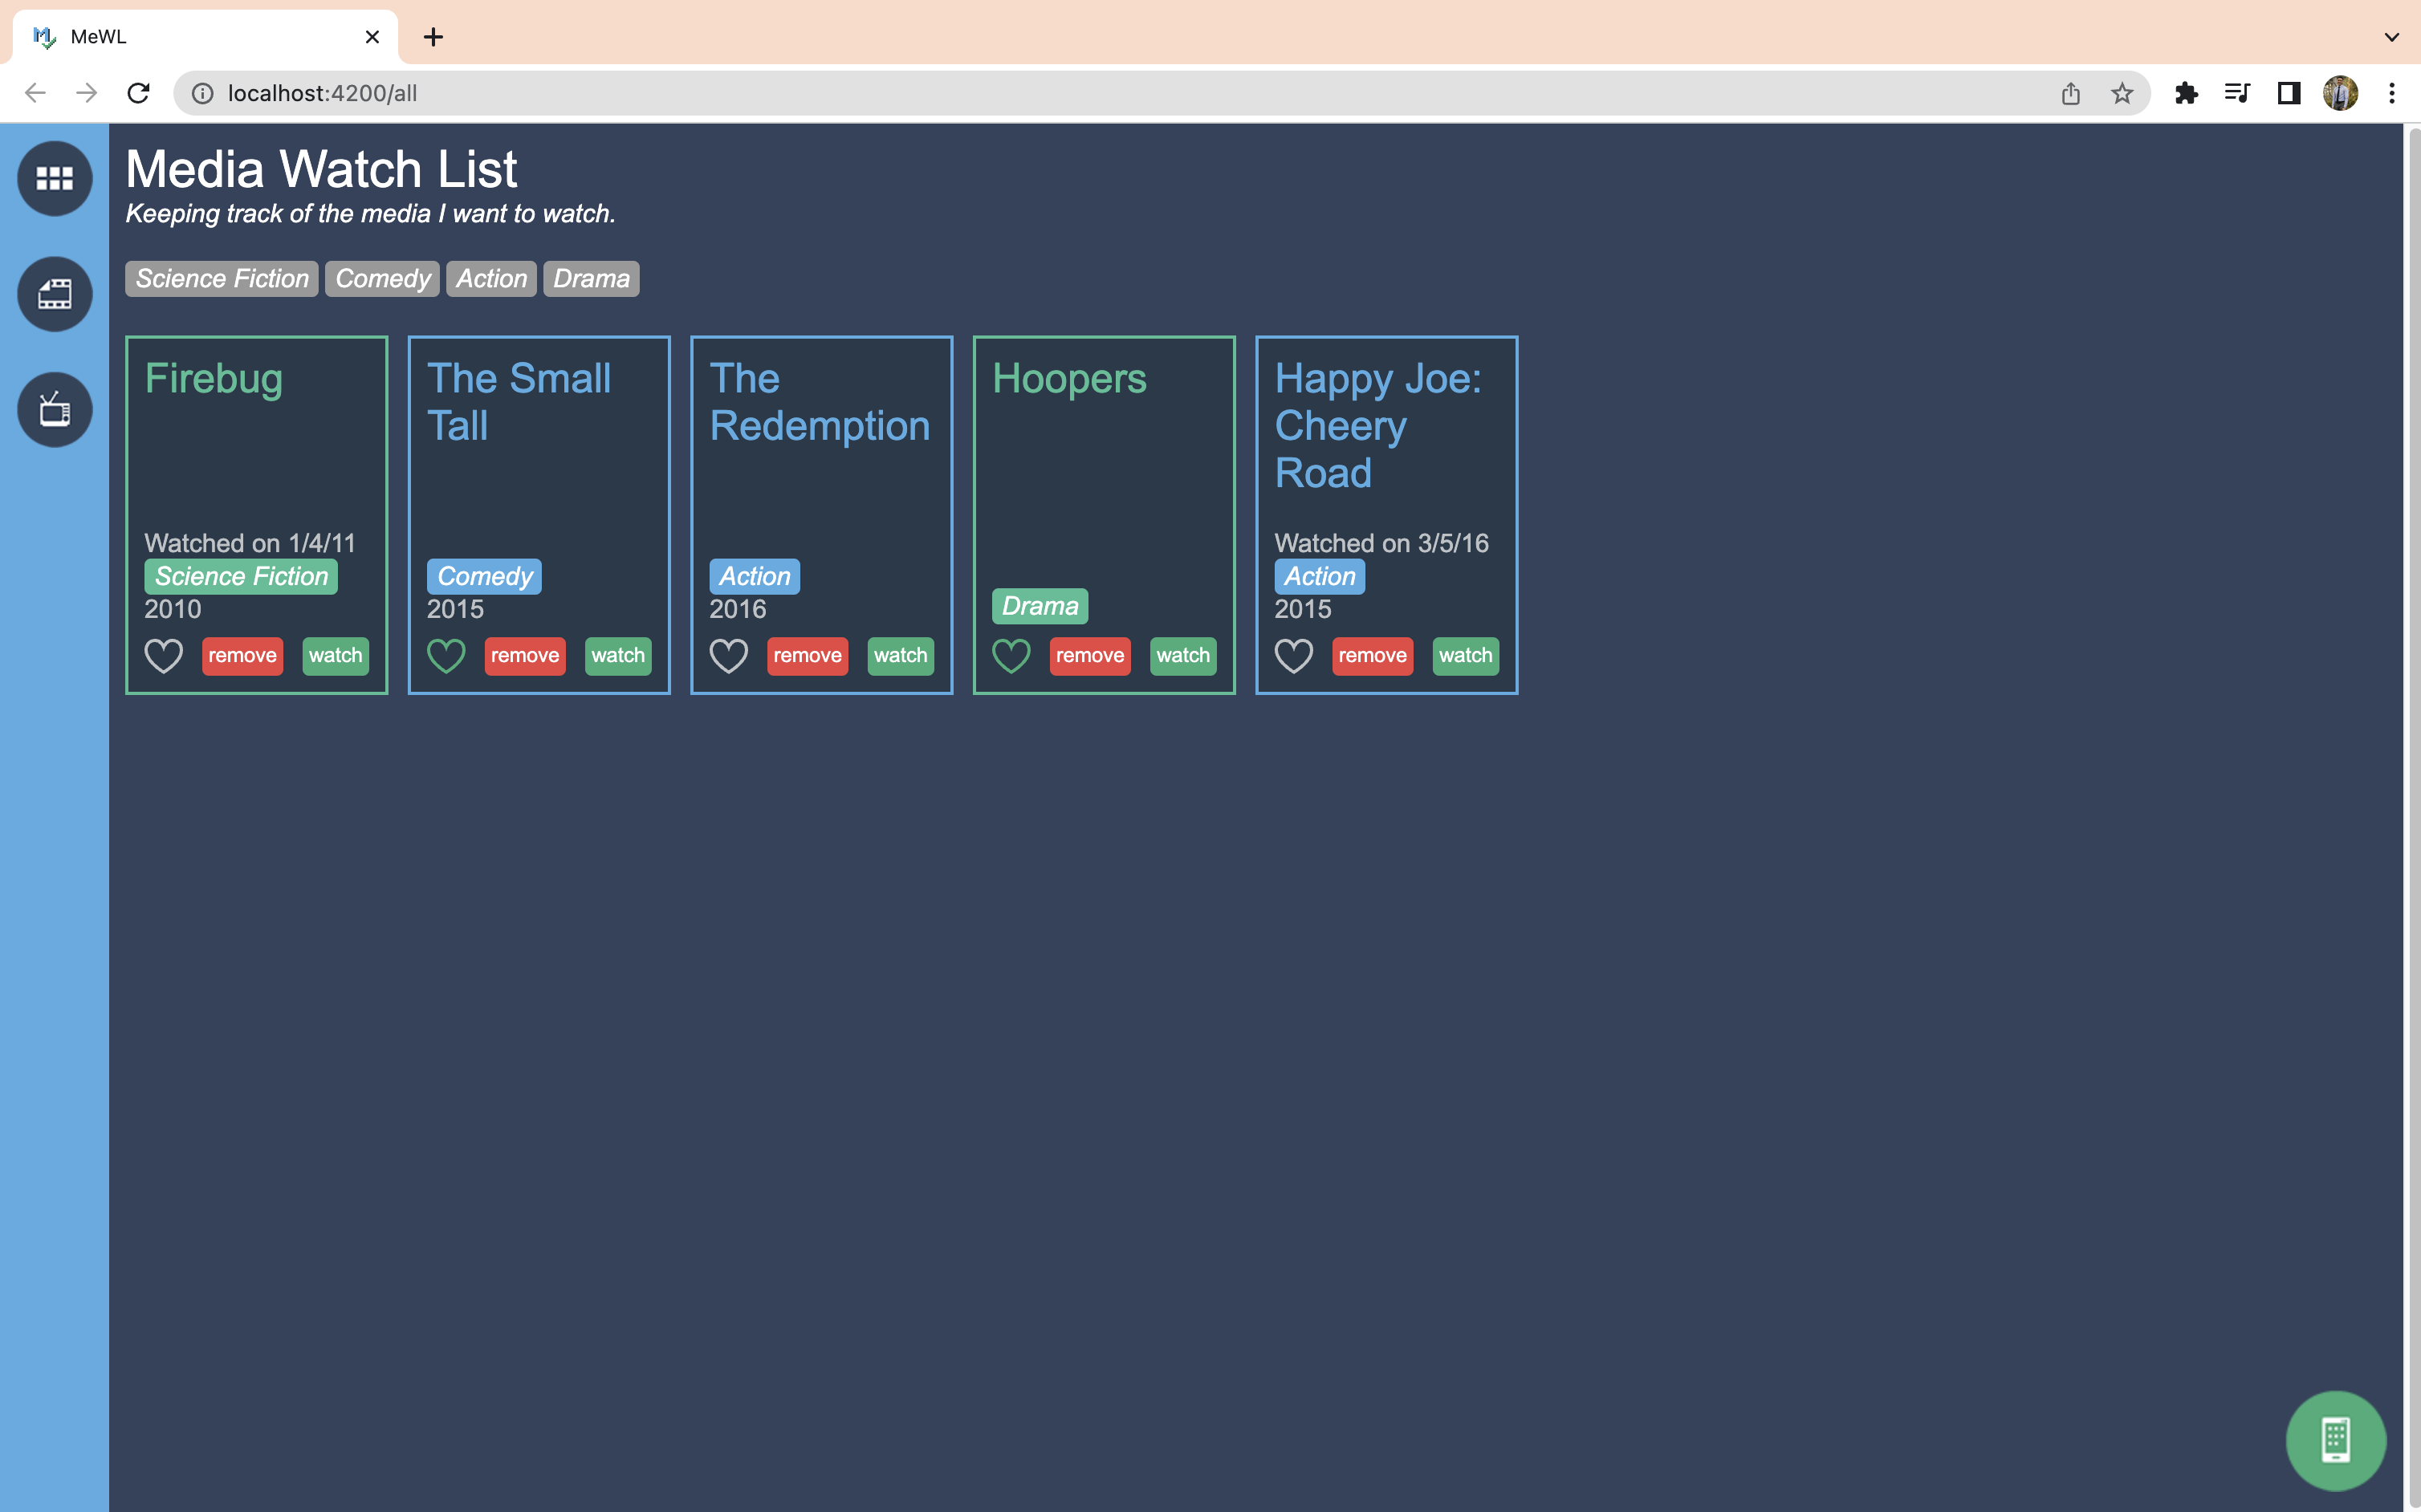 MeWL
localhost:4200/all
Media Watch List
Keeping track of the media I want to watch.
Science Fiction Comedy Action Drama
Firebug
Watched on 1/4/11
Science Fiction
2010
remove watch
The Small
Tall
Comedy
2015
remove watch
The
Redemption
Action
2016
remove watch
Hoopers
Drama
remove watch
Happy Joe:
Cheery
Road
Watched on 3/5/16
Action
2015
remove watch